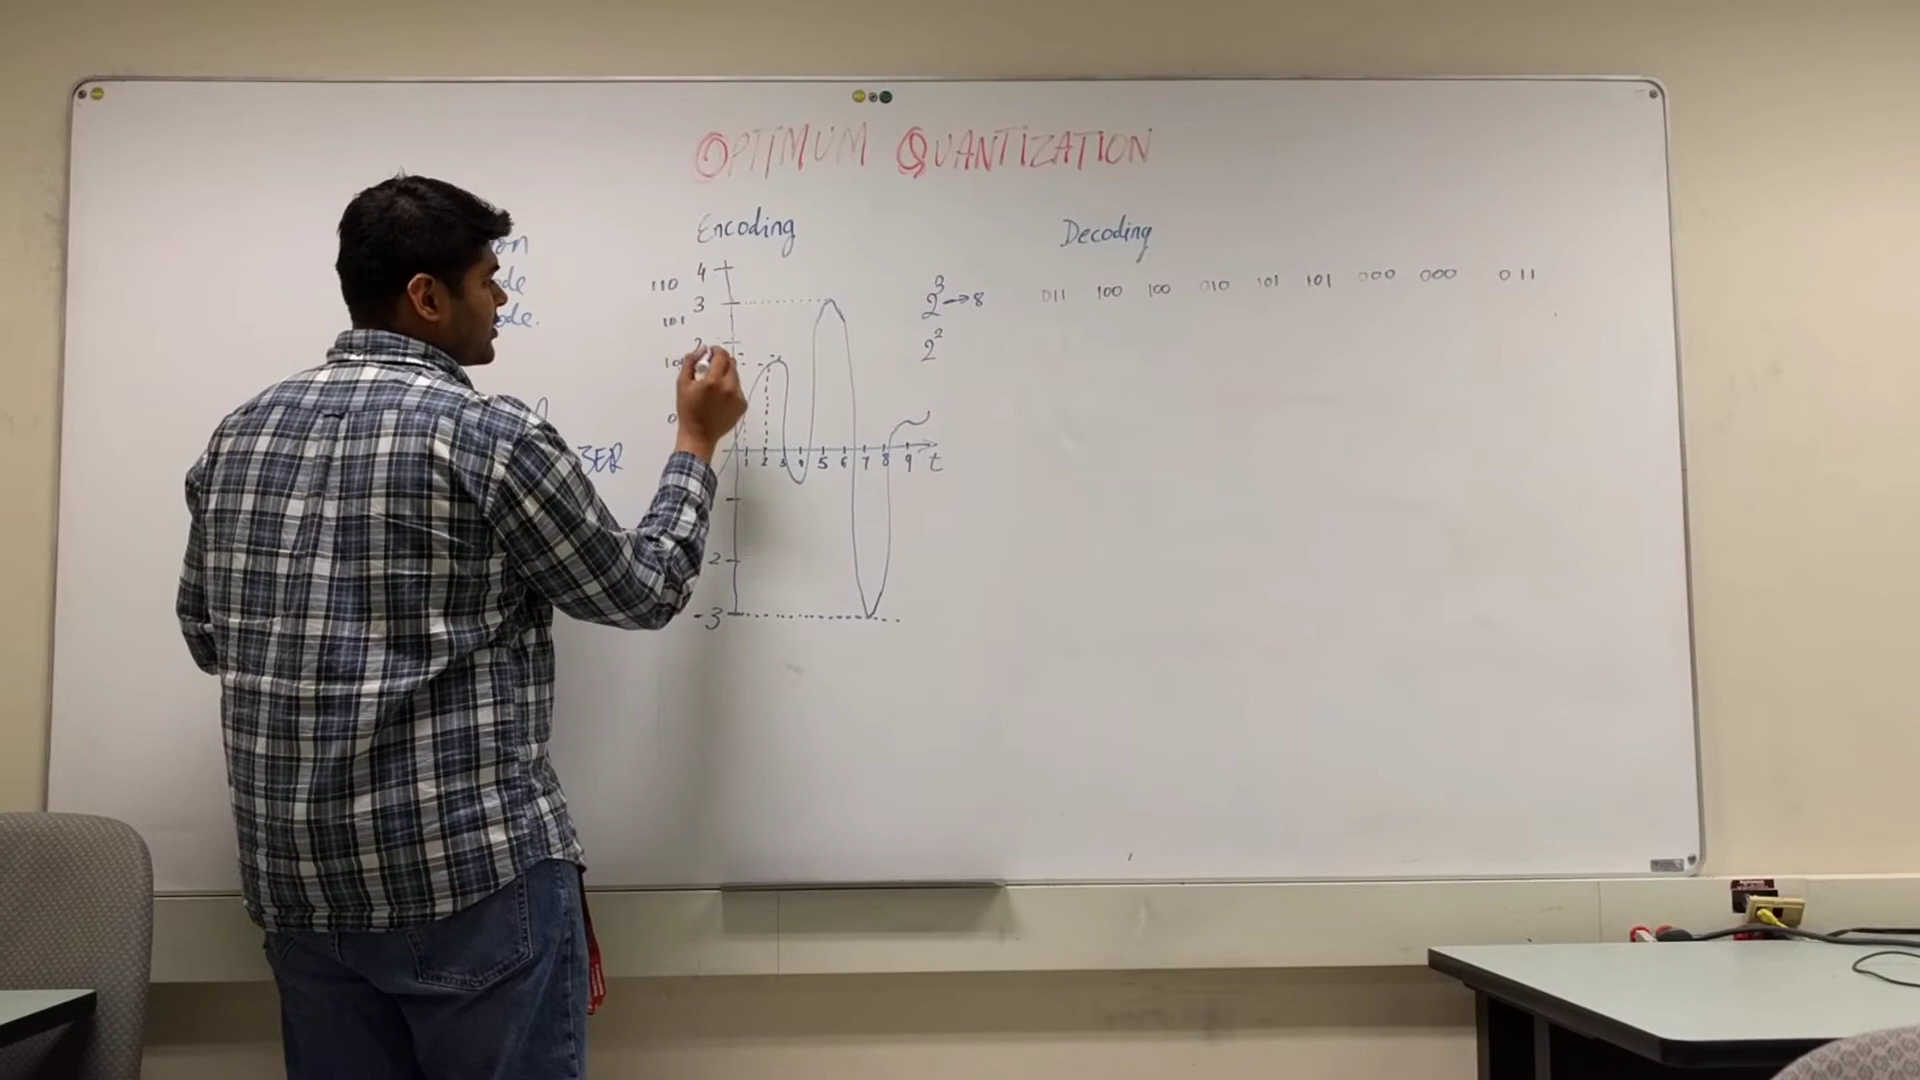 OPTIMUM QUANTIZATION
Encoding
4
110
3
101
2
1 2 3 4 5 6 7 8 9 t
2
-3
2³ → 8
2²
Decoding
011 100 100 010 101 101 000 000 011